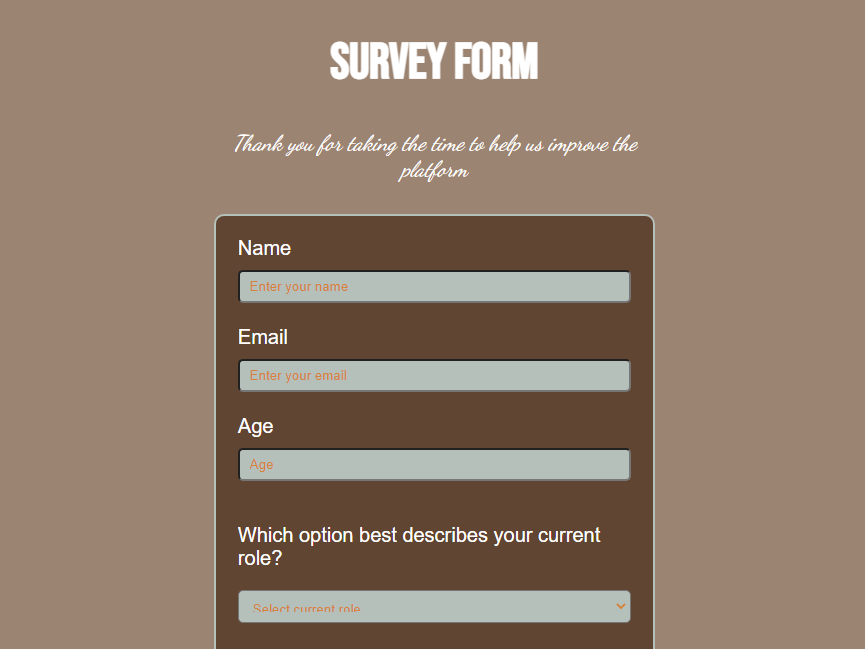 SURVEY FORM
Thank you for taking the time to help us improve the
platform
Name
Enter your name
Email
Enter your email
Age
Age
Which option best describes your current
role?
Select current role